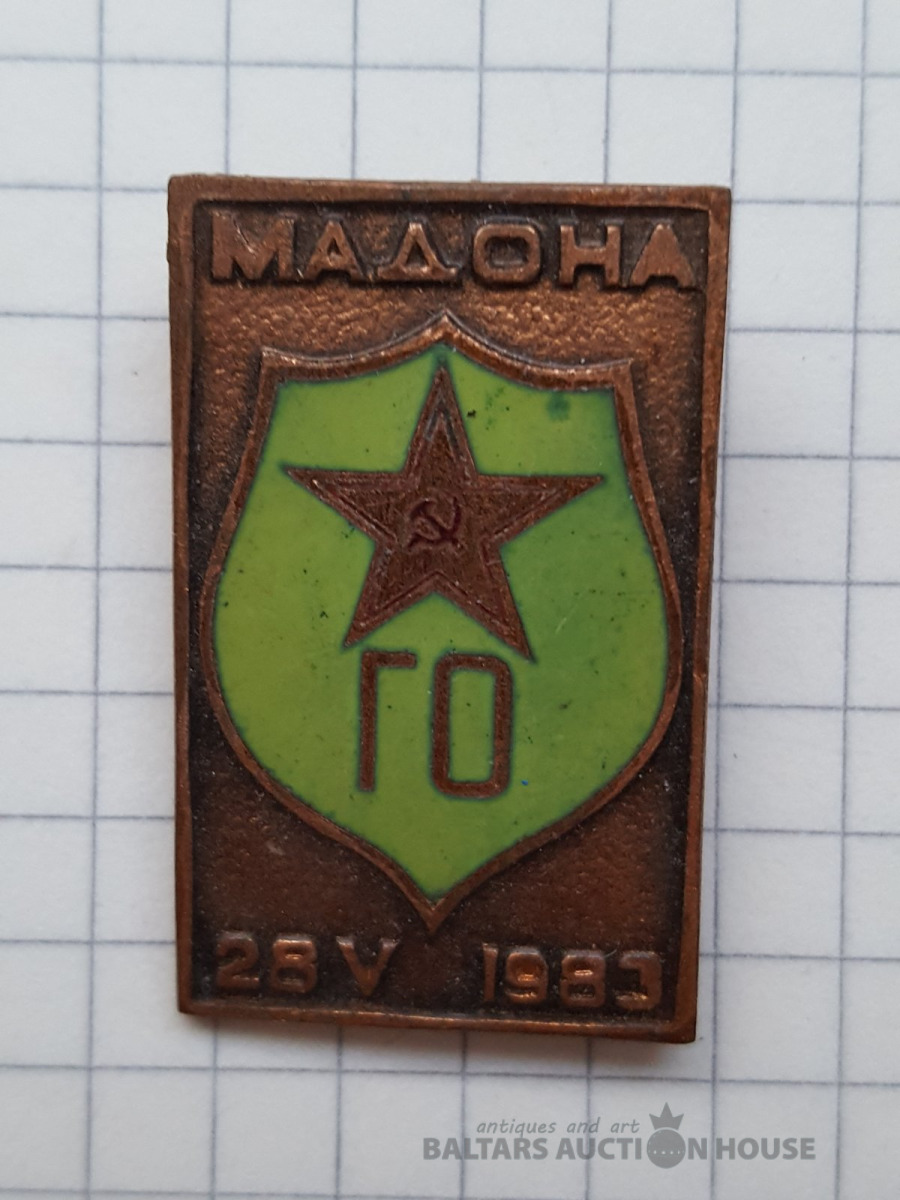 МАДОНА
ГО
28 V 1983
antiques and art
BALTARS AUCTION HOUSE